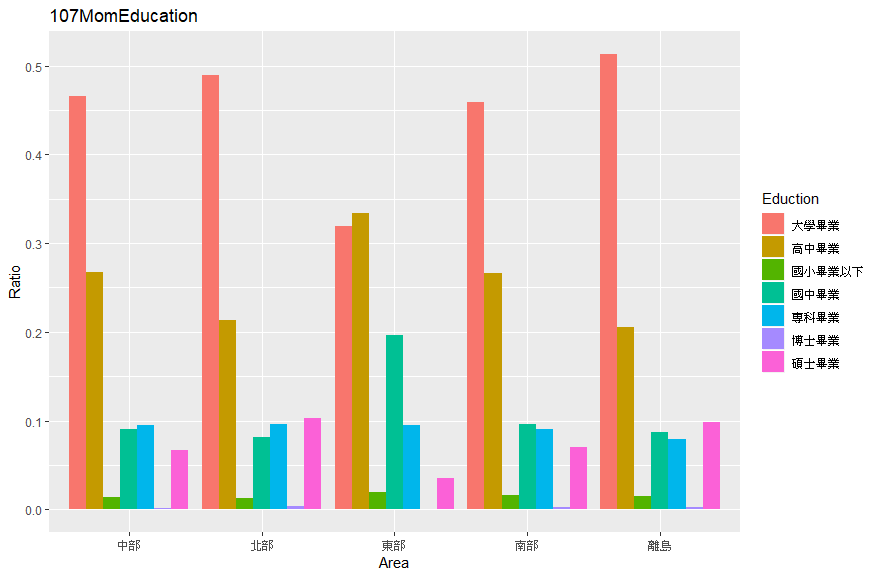 107MomEducation
Ratio
0.5
0.4
0.3
0.2
0.1
0.0
中部
北部
東部
南部
離島
Area
Eduction
大學畢業
高中畢業
國小畢業以下
國中畢業
專科畢業
博士畢業
碩士畢業